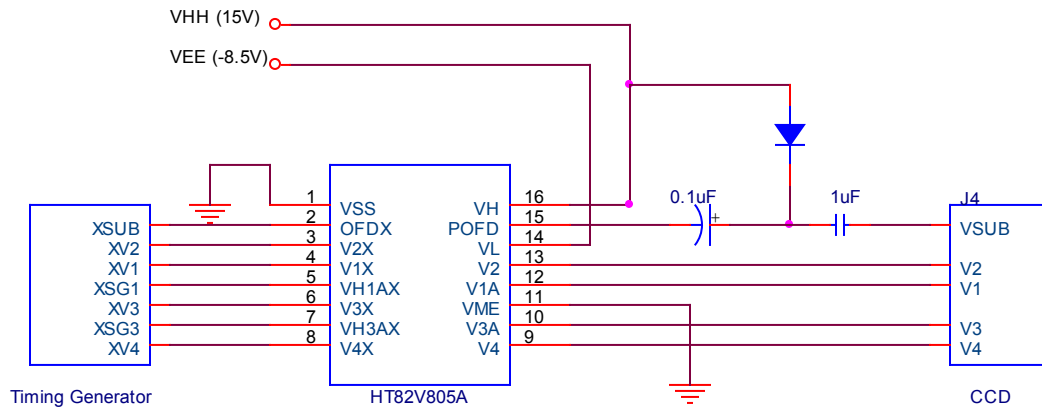 VHH (15V)
VEE (-8.5V)
0.1uF
+
1uF
J4
1 VSS VH 16
XSUB 2 OFDX POFD 15 VSUB
XV2 3 V2X VL 14
XV1 4 V1X V2 13 V2
XSG1 5 VH1AX V1A 12 V1
XV3 6 V3X VME 11
XSG3 7 VH3AX V3A 10 V3
XV4 8 V4X V4 9 V4
Timing Generator HT82V805A CCD